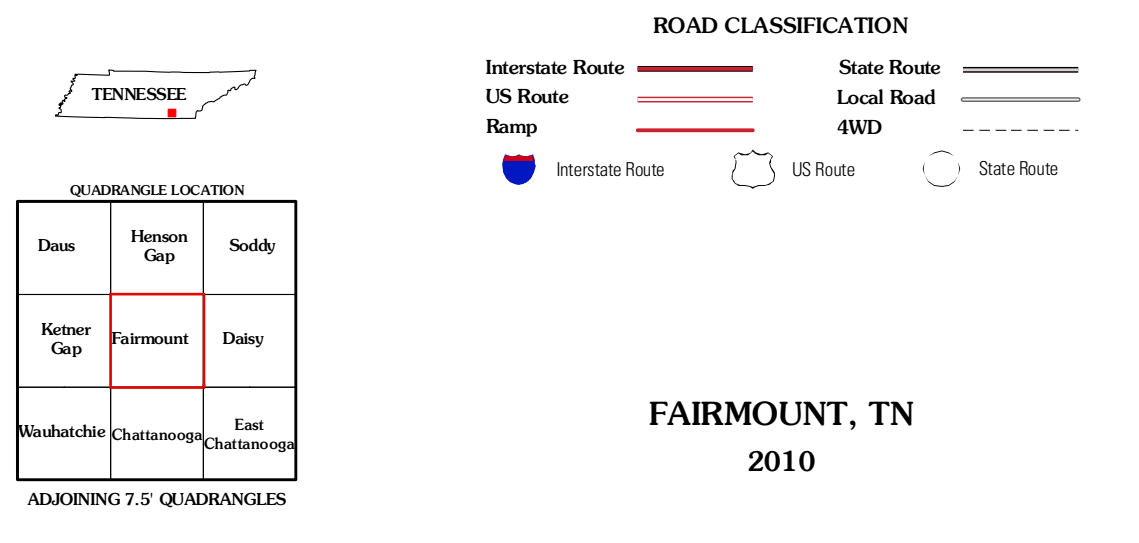 ROAD CLASSIFICATION
Interstate Route
State Route
US Route
Local Road
Ramp
4WD
Interstate Route
US Route
State Route
TENNESSEE
QUADRANGLE LOCATION
Daus
Henson
Gap
Soddy
Ketner
Gap
Fairmount
Daisy
Wauhatchie
Chattanooga
East
Chattanooga
ADJOINING 7.5' QUADRANGLES
FAIRMOUNT, TN
2010